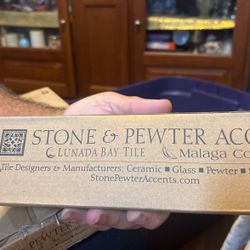 STONE & PEWTER ACC
LUNADA BAY TILE Malaga Co
Tile Designers & Manufacturers: Ceramic ■ Glass ■ Pewter ■
StonePewterAccents.com
PEWTER